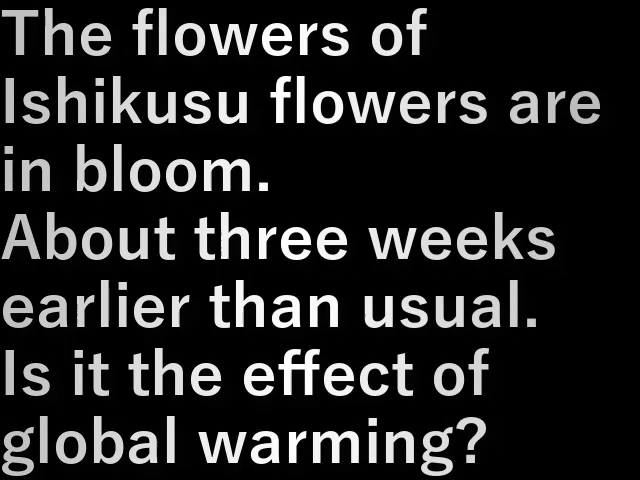 The flowers of
Ishikusu flowers are
in bloom.
About three weeks
earlier than usual.
Is it the effect of
global warming?